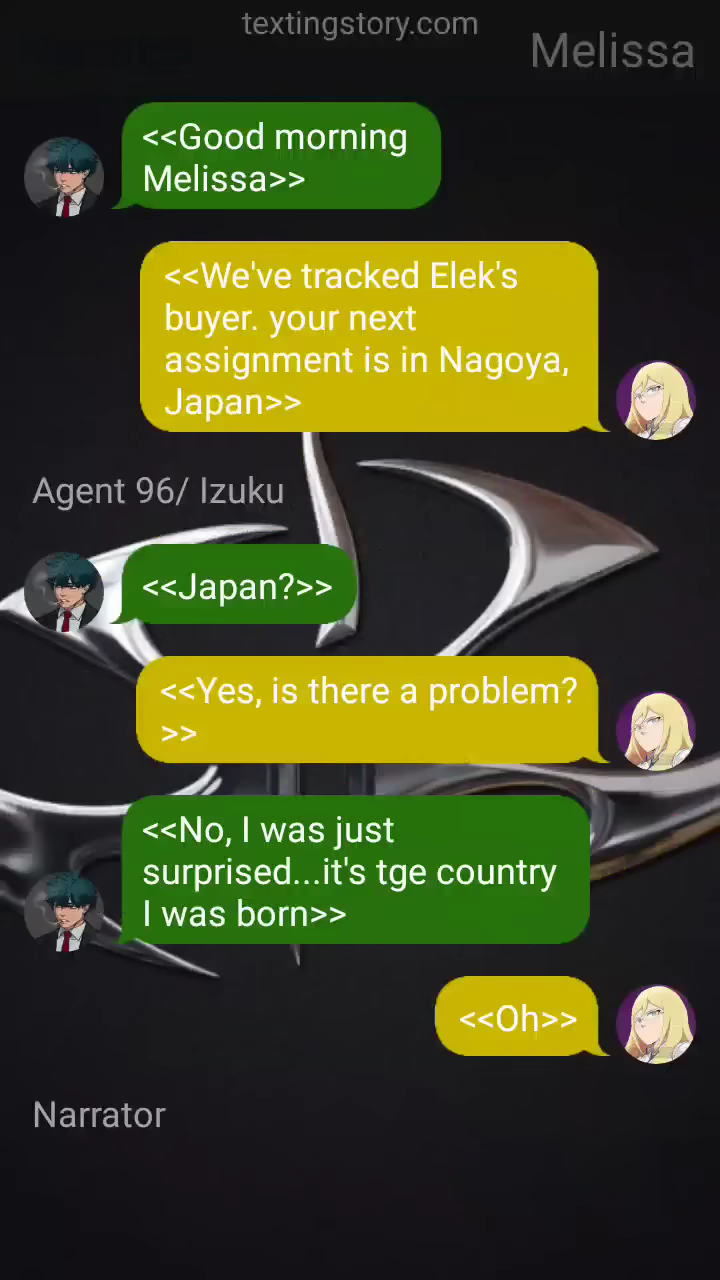 textingstory.com
Melissa
<<Good morning
Melissa>>
<<We've tracked Elek's
buyer. your next
assignment is in Nagoya,
Japan>>
Agent 96/ Izuku
<<Japan?>>
<<Yes, is there a problem?
>>
<<No, I was just
surprised...it's tge country
I was born>>
<<Oh>>
Narrator